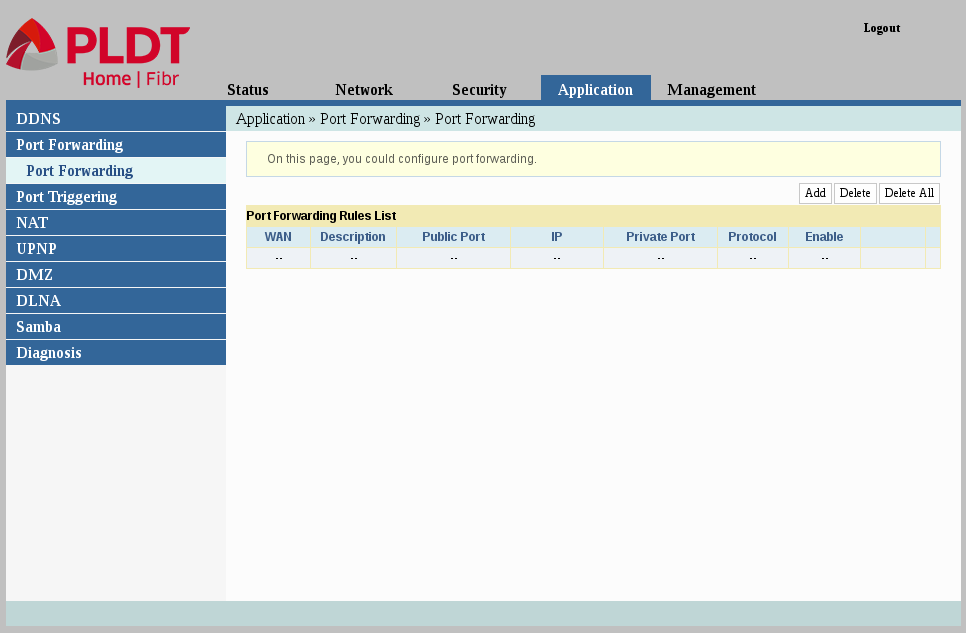 PLDT
Home | Fibr
Logout
Status Network Security Application Management
Application » Port Forwarding » Port Forwarding
DDNS
Port Forwarding
Port Forwarding
Port Triggering
NAT
UPNP
DMZ
DLNA
Samba
Diagnosis
On this page, you could configure port forwarding.
Add Delete Delete All
Port Forwarding Rules List
WAN Description Public Port IP Private Port Protocol Enable
-- -- -- -- -- -- --